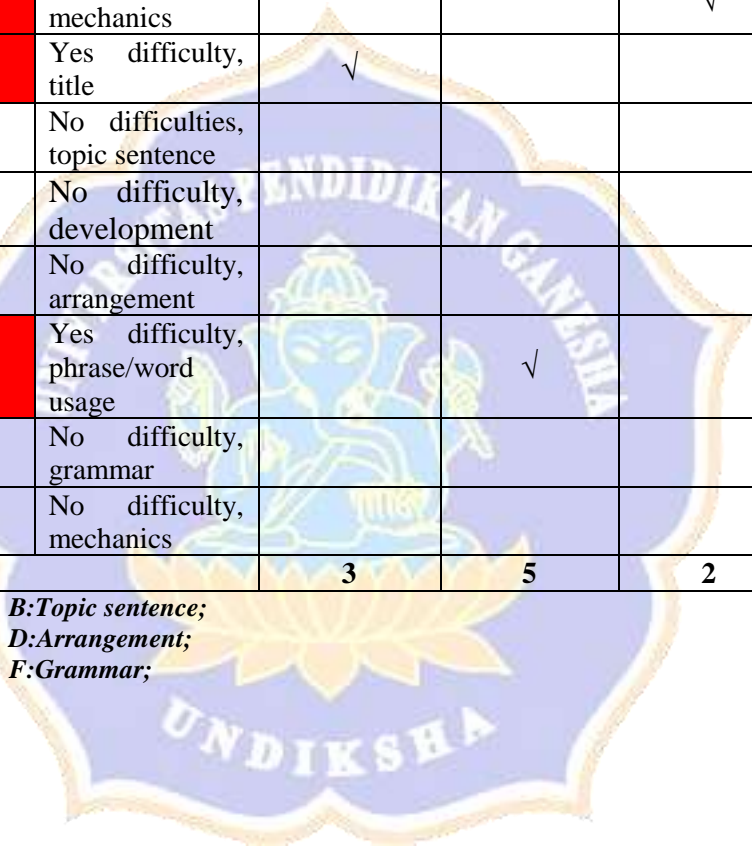 mechanics √
Yes difficulty,
title √
No difficulties,
topic sentence
No difficulty,
development
No difficulty,
arrangement
Yes difficulty,
phrase/word √
usage
No difficulty,
grammar
No difficulty,
mechanics
3 5 2
B:Topic sentence;
D:Arrangement;
F:Grammar;
UNIVERSITAS PENDIDIKAN GANESHA
UNDIKSHA